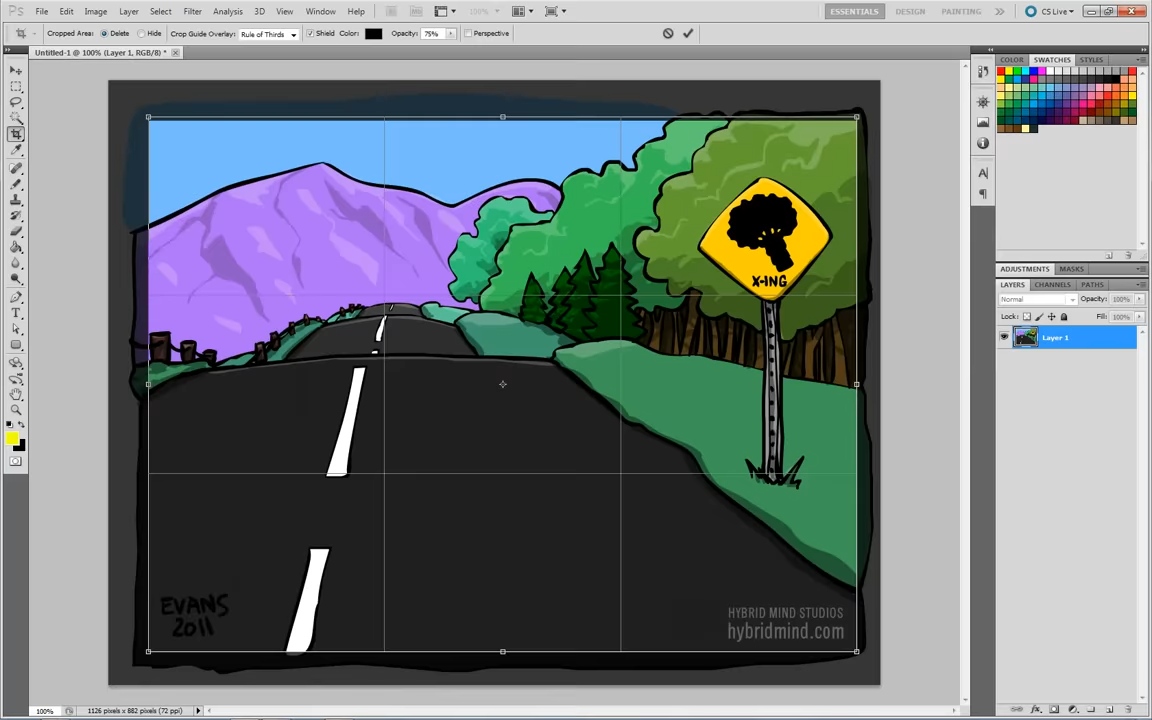 Ps File Edit Image Layer Select Filter Analysis 3D View Window Help 100% ESSENTIALS DESIGN PAINTING CS Live
Cropped Area: Delete Hide Crop Guide Overlay: Rule of Thirds Shield Color: Opacity: 75% Perspective
Untitled-1 @ 100% (Layer 1, RGB/8) *
COLOR SWATCHES STYLES
X-ING
ADJUSTMENTS MASKS
LAYERS CHANNELS PATHS
Normal Opacity: 100%
Lock: Fill: 100%
Layer 1
EVANS
2011
HYBRID MIND STUDIOS
hybridmind.com
100% 1126 pixels x 882 pixels (72 ppi)